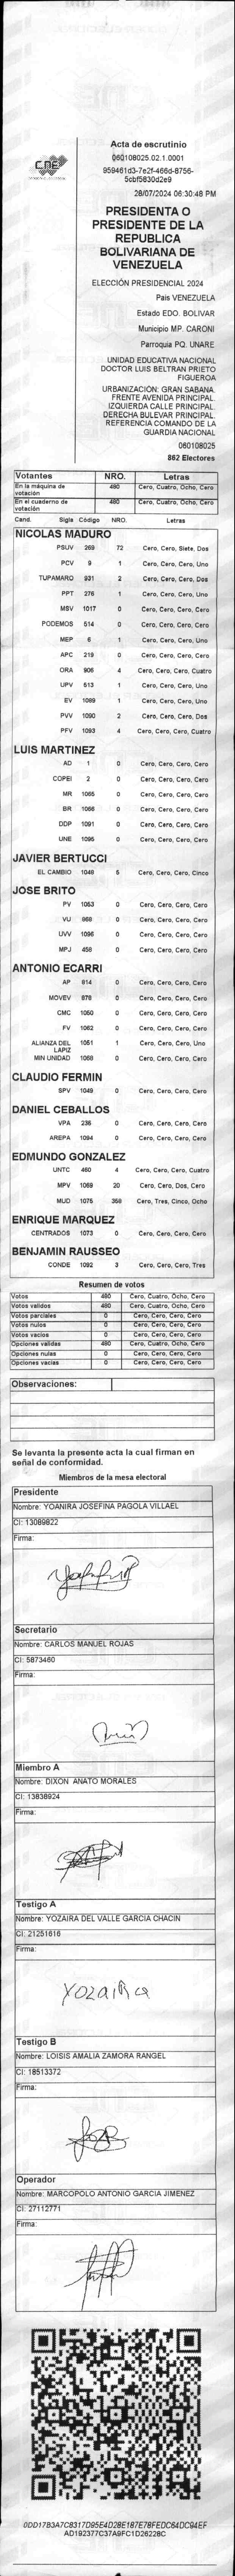 CNE
Acta de escrutinio
060108025.02.1.0001
959461d3-7e2f-466d-8756-
5cbf5830d2e9
28/07/2024 06:30:48 PM
PRESIDENTA O
PRESIDENTE DE LA
REPUBLICA
BOLIVARIANA DE
VENEZUELA
ELECCIÓN PRESIDENCIAL 2024
País VENEZUELA
Estado EDO. BOLIVAR
Municipio MP. CARONI
Parroquia PQ. UNARE
UNIDAD EDUCATIVA NACIONAL
DOCTOR LUIS BELTRAN PRIETO
FIGUEROA
URBANIZACIÓN: GRAN SABANA.
FRENTE AVENIDA PRINCIPAL.
IZQUIERDA CALLE PRINCIPAL.
DERECHA BULEVAR PRINCIPAL.
REFERENCIA COMANDO DE LA
GUARDIA NACIONAL
060108025
862 Electores
Votantes NRO. Letras
En la máquina de votación 480 Cero, Cuatro, Ocho, Cero
En el cuaderno de votación 480 Cero, Cuatro, Ocho, Cero
Cand. Sigla Código NRO. Letras
NICOLAS MADURO
PSUV 269 72 Cero, Cero, Siete, Dos
PCV 9 1 Cero, Cero, Cero, Uno
TUPAMARO 931 2 Cero, Cero, Cero, Dos
PPT 276 1 Cero, Cero, Cero, Uno
MSV 1017 0 Cero, Cero, Cero, Cero
PODEMOS 514 0 Cero, Cero, Cero, Cero
MEP 6 1 Cero, Cero, Cero, Uno
APC 219 0 Cero, Cero, Cero, Cero
ORA 906 4 Cero, Cero, Cero, Cuatro
UPV 513 1 Cero, Cero, Cero, Uno
EV 1089 1 Cero, Cero, Cero, Uno
PVV 1090 2 Cero, Cero, Cero, Dos
PFV 1093 4 Cero, Cero, Cero, Cuatro
LUIS MARTINEZ
AD 1 0 Cero, Cero, Cero, Cero
COPEI 2 0 Cero, Cero, Cero, Cero
MR 1065 0 Cero, Cero, Cero, Cero
BR 1066 0 Cero, Cero, Cero, Cero
DDP 1091 0 Cero, Cero, Cero, Cero
UNE 1095 0 Cero, Cero, Cero, Cero
JAVIER BERTUCCI
EL CAMBIO 1048 5 Cero, Cero, Cero, Cinco
JOSE BRITO
PV 1053 0 Cero, Cero, Cero, Cero
VU 868 0 Cero, Cero, Cero, Cero
UVV 1096 0 Cero, Cero, Cero, Cero
MPJ 458 0 Cero, Cero, Cero, Cero
ANTONIO ECARRI
AP 814 0 Cero, Cero, Cero, Cero
MOVEV 878 0 Cero, Cero, Cero, Cero
CMC 1050 0 Cero, Cero, Cero, Cero
FV 1062 0 Cero, Cero, Cero, Cero
ALIANZA DEL LAPIZ 1051 1 Cero, Cero, Cero, Uno
MIN UNIDAD 1068 0 Cero, Cero, Cero, Cero
CLAUDIO FERMIN
SPV 1049 0 Cero, Cero, Cero, Cero
DANIEL CEBALLOS
VPA 236 0 Cero, Cero, Cero, Cero
AREPA 1094 0 Cero, Cero, Cero, Cero
EDMUNDO GONZALEZ
UNTC 460 4 Cero, Cero, Cero, Cuatro
MPV 1069 20 Cero, Cero, Dos, Cero
MUD 1075 358 Cero, Tres, Cinco, Ocho
ENRIQUE MARQUEZ
CENTRADOS 1073 0 Cero, Cero, Cero, Cero
BENJAMIN RAUSSEO
CONDE 1092 3 Cero, Cero, Cero, Tres
Resumen de votos
Votos 480 Cero, Cuatro, Ocho, Cero
Votos validos 480 Cero, Cuatro, Ocho, Cero
Votos parciales 0 Cero, Cero, Cero, Cero
Votos nulos 0 Cero, Cero, Cero, Cero
Votos vacios 0 Cero, Cero, Cero, Cero
Opciones validas 480 Cero, Cuatro, Ocho, Cero
Opciones nulas 0 Cero, Cero, Cero, Cero
Opciones vacias 0 Cero, Cero, Cero, Cero
Observaciones:
Se levanta la presente acta la cual firman en
señal de conformidad.
Miembros de la mesa electoral
Presidente
Nombre: YOANIRA JOSEFINA PAGOLA VILLAEL
CI: 13089822
Firma:
Secretario
Nombre: CARLOS MANUEL ROJAS
CI: 5873460
Firma:
Miembro A
Nombre: DIXON ANATO MORALES
CI: 13838924
Firma:
Testigo A
Nombre: YOZAIRA DEL VALLE GARCIA CHACIN
CI: 21251616
Firma:
YOZAIRA
Testigo B
Nombre: LOISIS AMALIA ZAMORA RANGEL
CI: 18513372
Firma:
Operador
Nombre: MARCOPOLO ANTONIO GARCIA JIMENEZ
CI: 27112771
Firma:
0DD17B3A7C8317D95E4D28E187E78FEDC64DC94EF
AD192377C37A9FC1D26228C